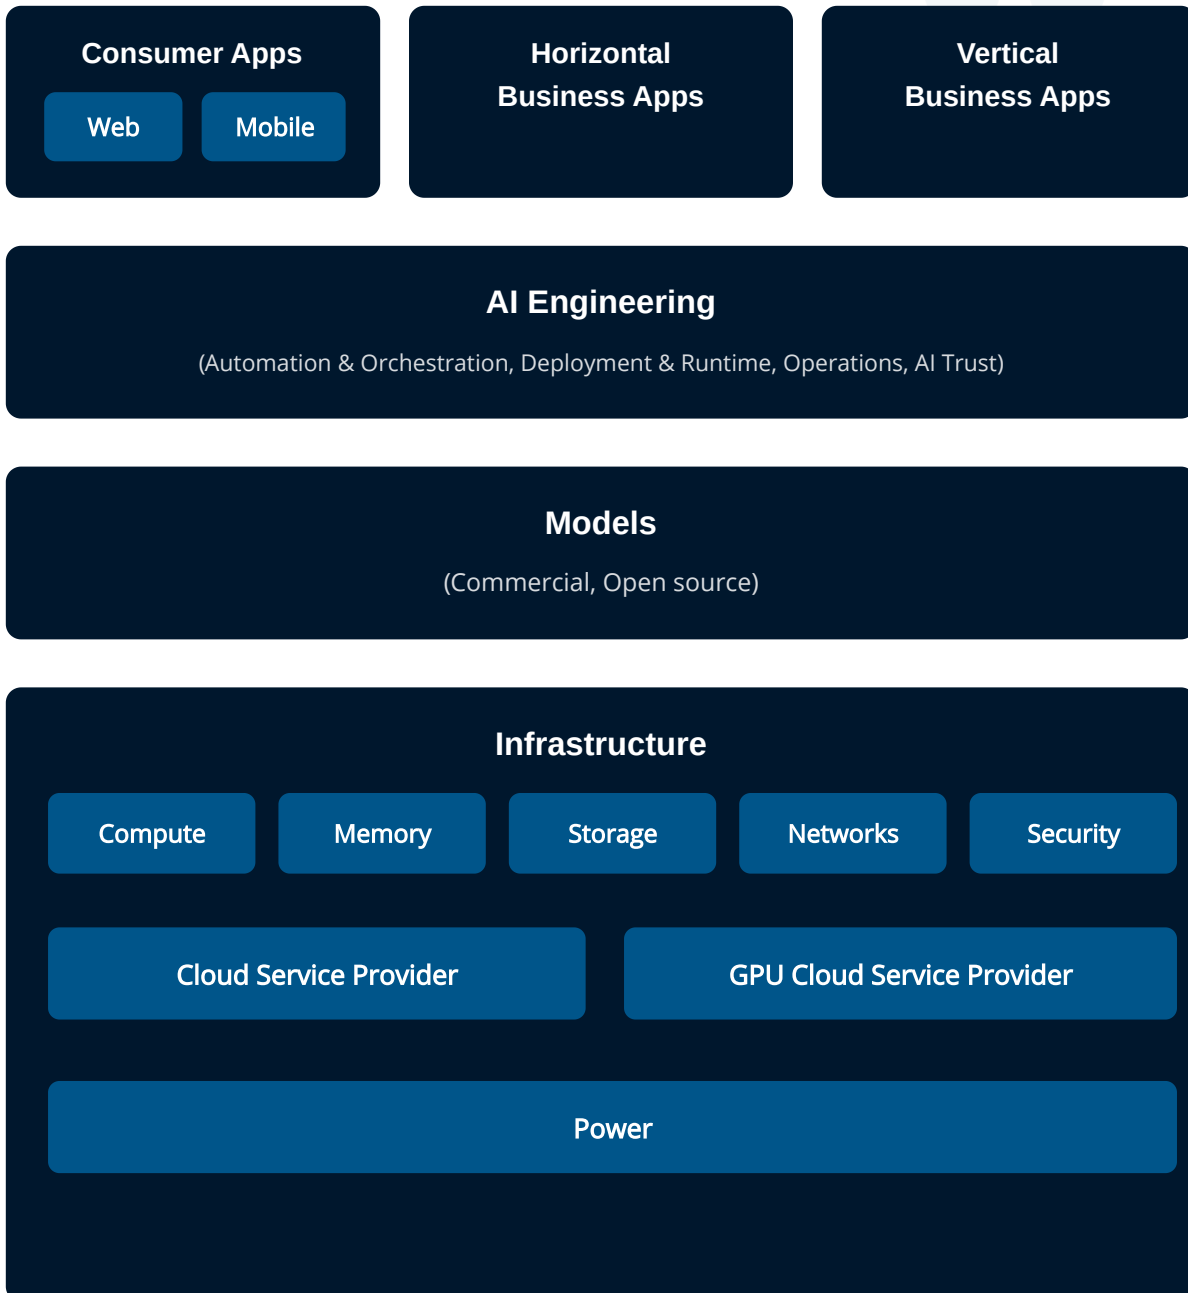 Consumer Apps
Web
Mobile
Horizontal
Business Apps
Vertical
Business Apps
AI Engineering
(Automation & Orchestration, Deployment & Runtime, Operations, AI Trust)
Models
(Commercial, Open source)
Infrastructure
Compute
Memory
Storage
Networks
Security
Cloud Service Provider
GPU Cloud Service Provider
Power